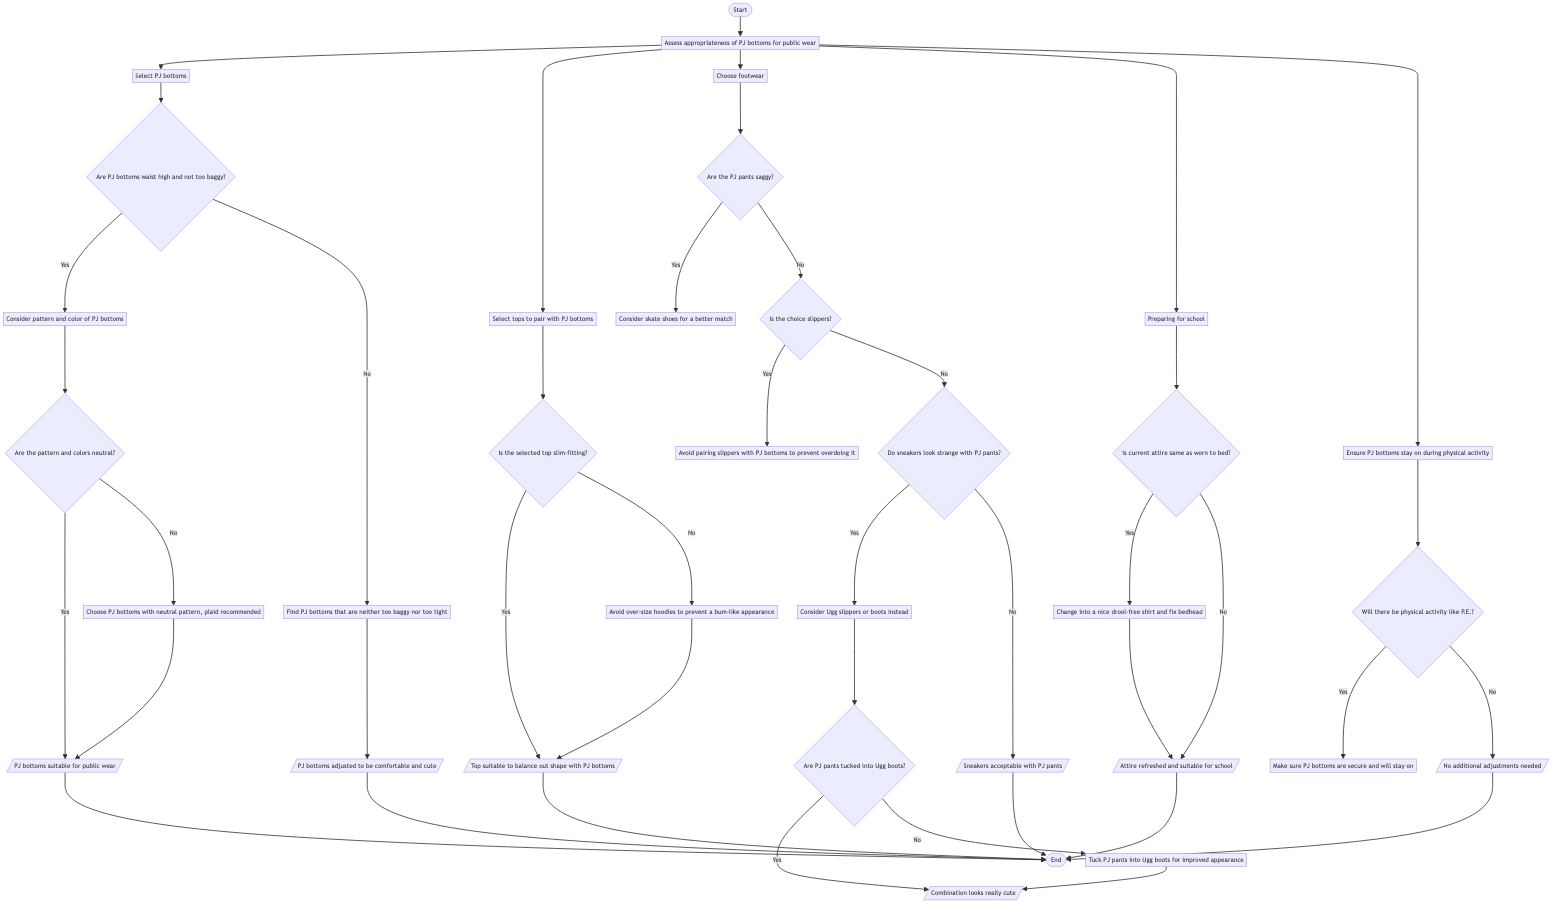 Start
Assess appropriateness of PJ bottoms for public wear
Select PJ bottoms
Choose footwear
Are PJ bottoms waist high and not too baggy?
Are the PJ pants saggy?
Yes
Yes
No
Consider pattern and color of PJ bottoms
Select tops to pair with PJ bottoms
Consider skate shoes for a better match
Is the choice slippers?
Preparing for school
No
Yes
No
Are the pattern and colors neutral?
Is the selected top slim-fitting?
Avoid pairing slippers with PJ bottoms to prevent overdoing it
Do sneakers look strange with PJ pants?
Is current attire same as worn to bed?
Ensure PJ bottoms stay on during physical activity
No
No
Yes
Yes
Yes
Choose PJ bottoms with neutral pattern, plaid recommended
Find PJ bottoms that are neither too baggy nor too tight
Yes
Avoid over-size hoodies to prevent a bum-like appearance
Consider Ugg slippers or boots instead
No
Change into a nice drool-free shirt and fix bedhead
No
Will there be physical activity like P.E.?
Yes
No
PJ bottoms suitable for public wear
PJ bottoms adjusted to be comfortable and cute
Top suitable to balance out shape with PJ bottoms
Are PJ pants tucked into Ugg boots?
Sneakers acceptable with PJ pants
Attire refreshed and suitable for school
Make sure PJ bottoms are secure and will stay on
No additional adjustments needed
No
Yes
End
Tuck PJ pants into Ugg boots for improved appearance
Combination looks really cute